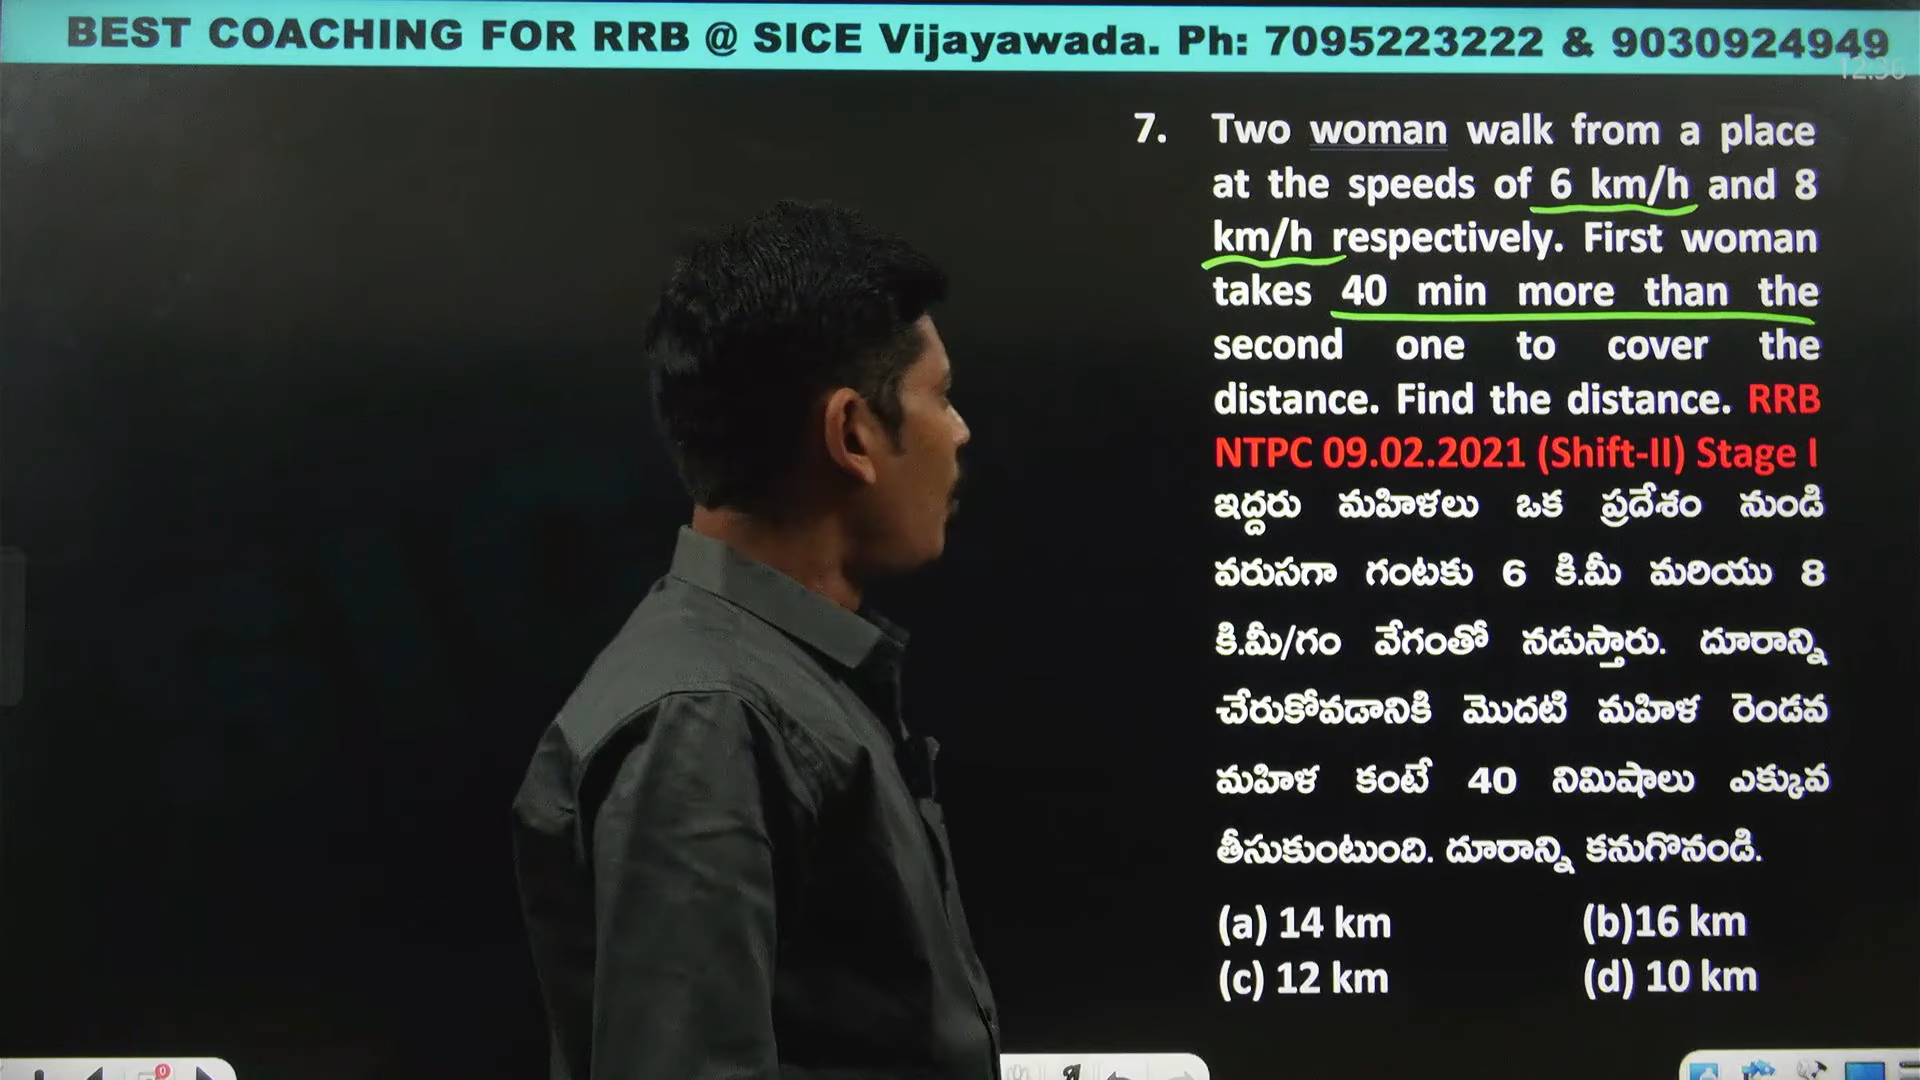 BEST COACHING FOR RRB @ SICE Vijayawada. Ph: 7095223222 & 9030924949
12:36
7. Two woman walk from a place
at the speeds of 6 km/h and 8
km/h respectively. First woman
takes 40 min more than the
second one to cover the
distance. Find the distance. RRB
NTPC 09.02.2021 (Shift-II) Stage I
ఇద్దరు మహిళలు ఒక ప్రదేశం నుండి
వరుసగా గంటకు 6 కి.మీ మరియు 8
కి.మీ/గం వేగంతో నడుస్తారు. దూరాన్ని
చేరుకోవడానికి మొదటి మహిళ రెండవ
మహిళ కంటే 40 నిమిషాలు ఎక్కువ
తీసుకుంటుంది. దూరాన్ని కనుగొనండి.
(a) 14 km (b)16 km
(c) 12 km (d) 10 km
0